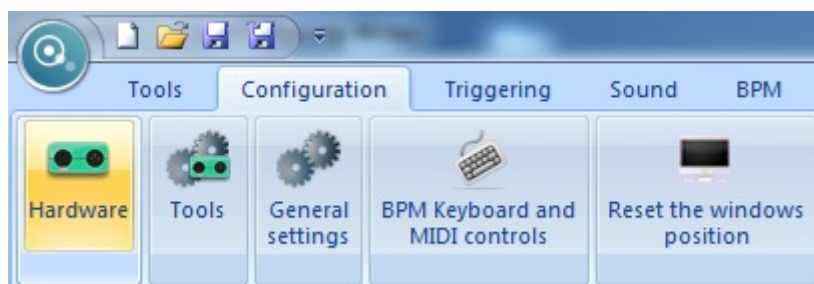 Tools Configuration Triggering Sound BPM
Hardware Tools General settings BPM Keyboard and MIDI controls Reset the windows position